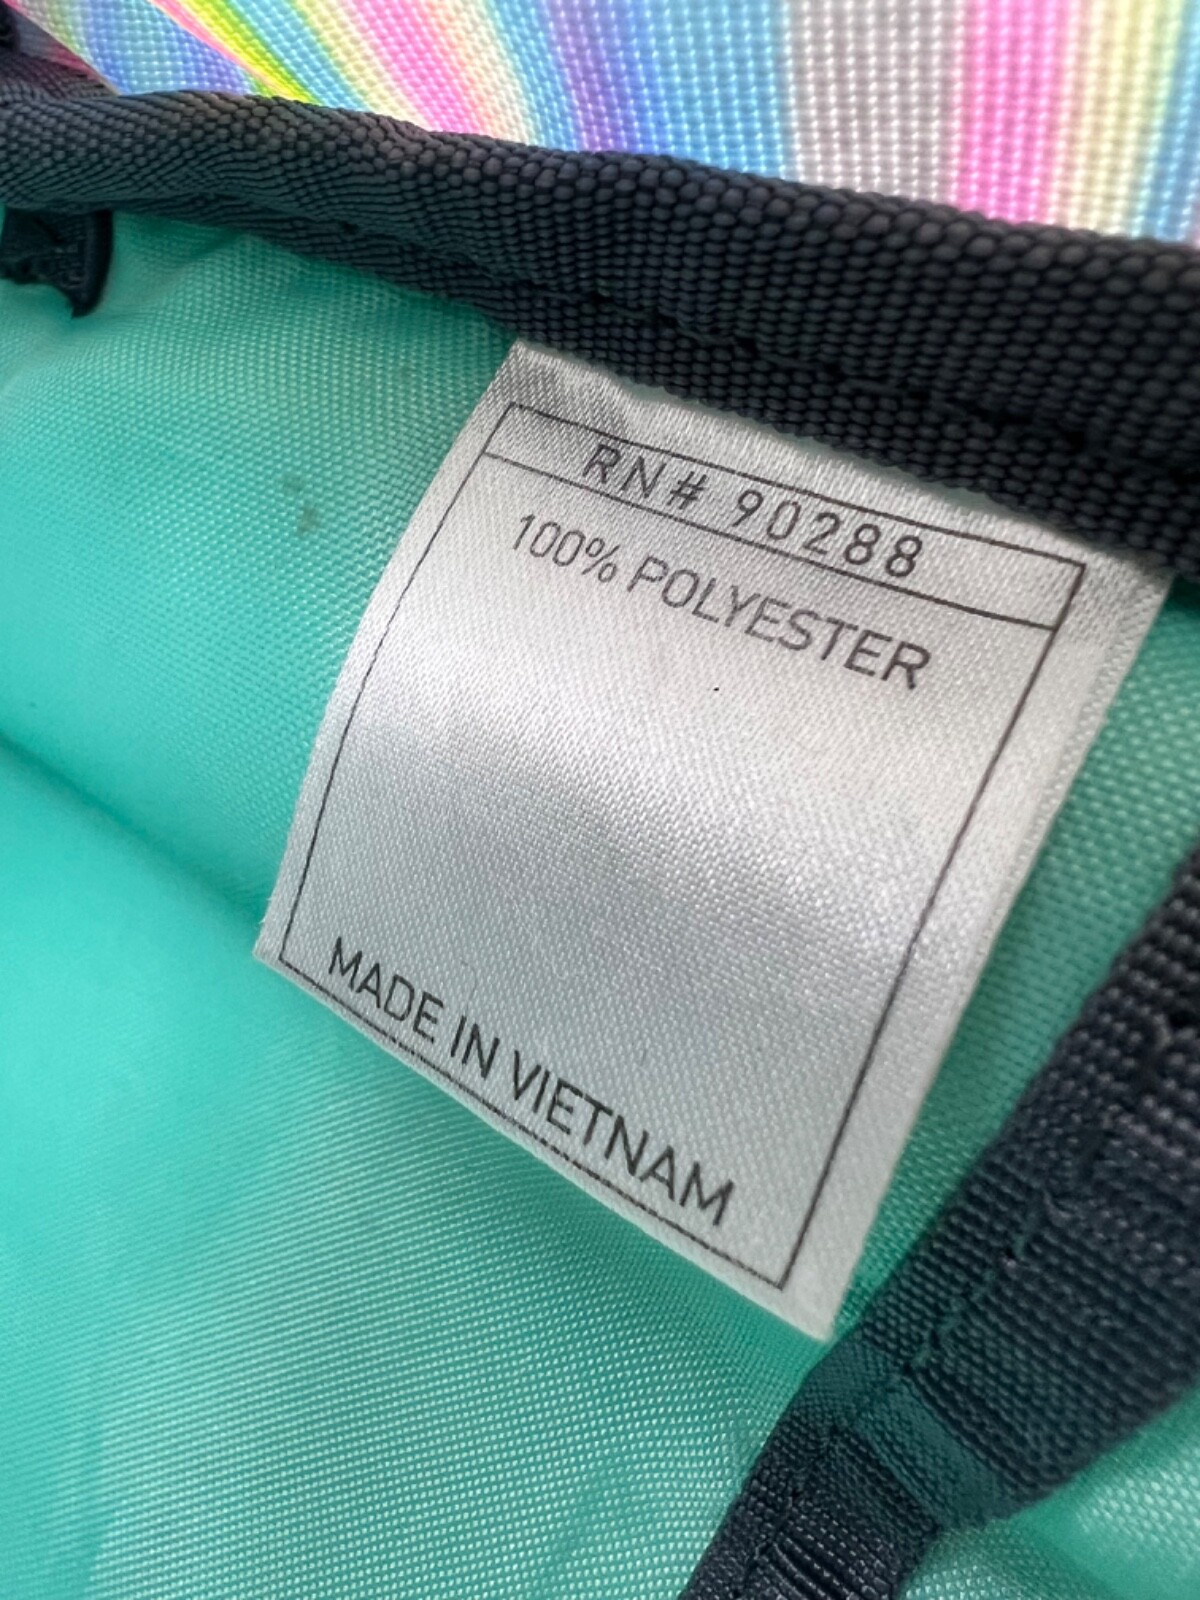 RN# 90288
100% POLYESTER
MADE IN VIETNAM